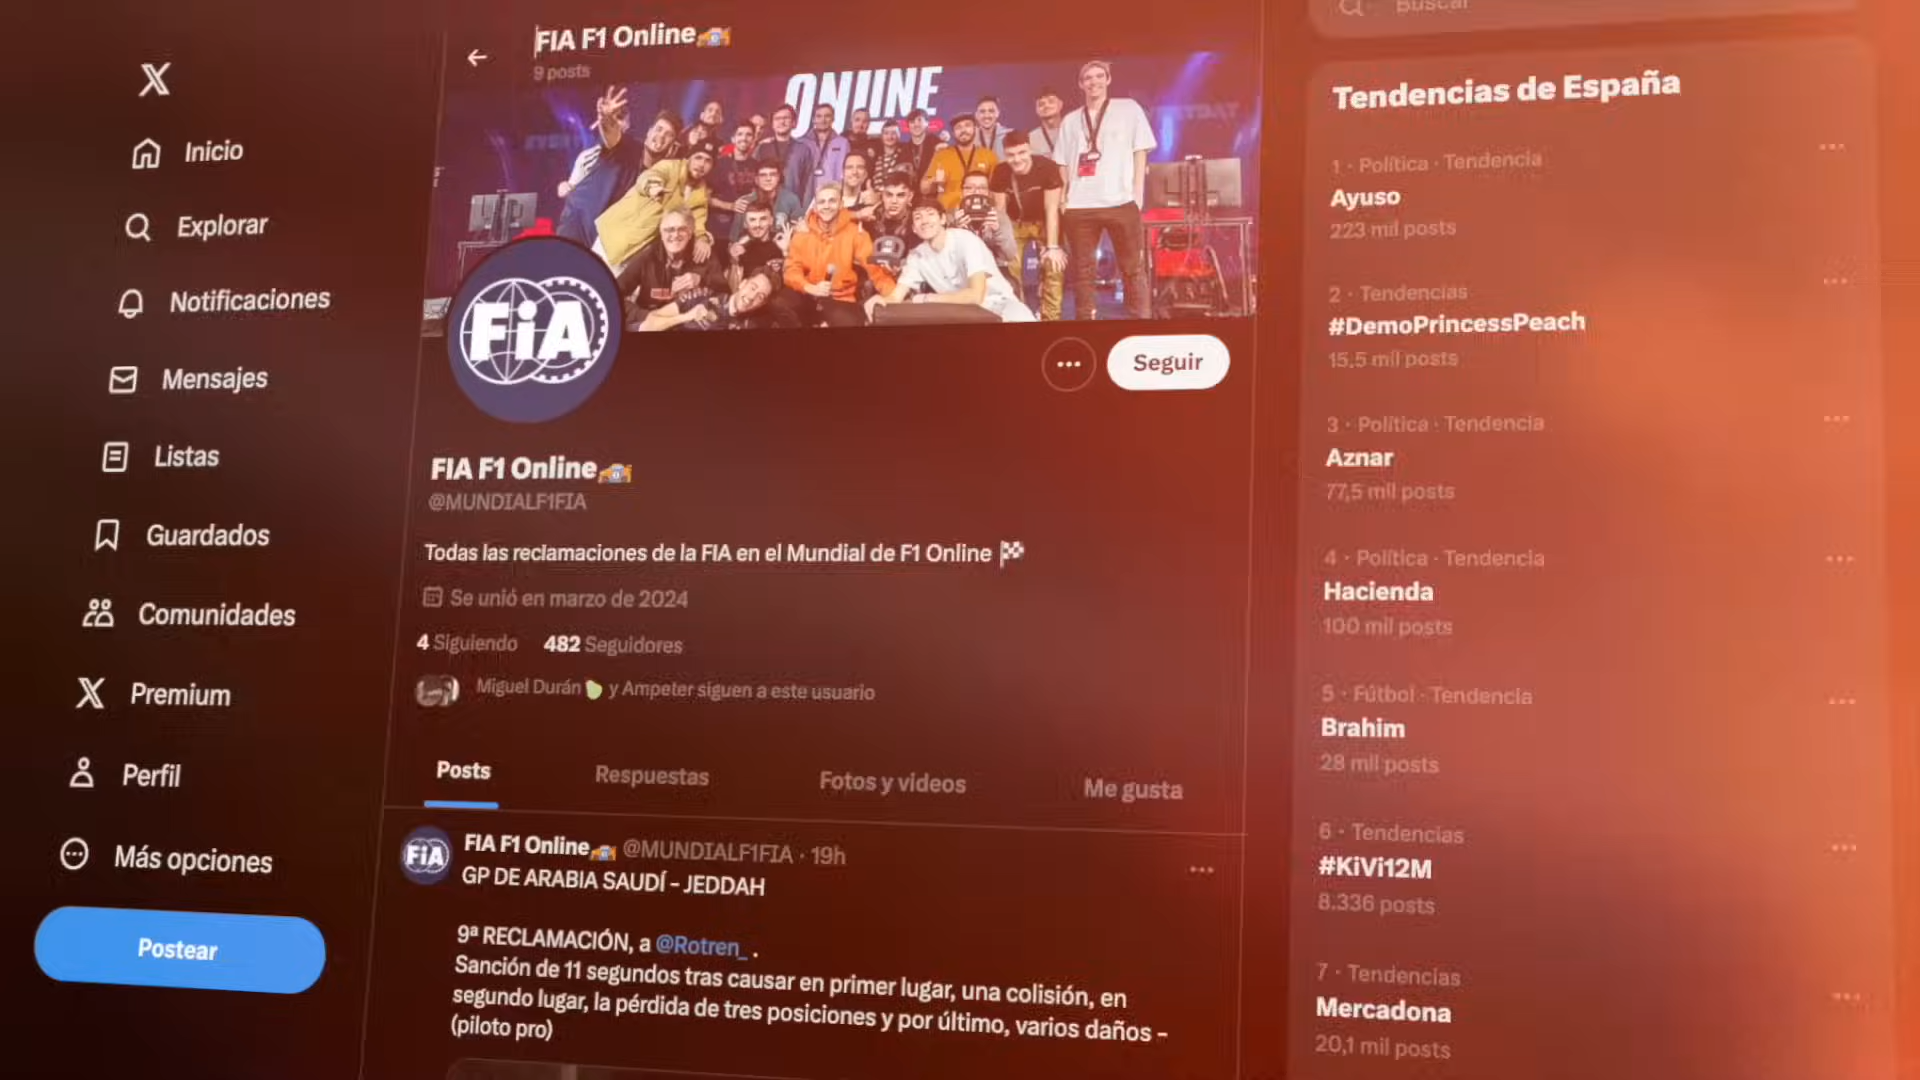 X
Inicio
Explorar
Notificaciones
Mensajes
Listas
Guardados
Comunidades
Premium
Perfil
Más opciones
Postear
FIA F1 Online
9 posts
ONLINE
FiA
Seguir
FIA F1 Online
@MUNDIALF1FIA
Todas las reclamaciones de la FIA en el Mundial de F1 Online
Se unió en marzo de 2024
4 Siguiendo 482 Seguidores
Miguel Durán y Ampeter siguen a este usuario
Posts Respuestas Fotos y videos Me gusta
FiA
FIA F1 Online @MUNDIALF1FIA · 19h
GP DE ARABIA SAUDÍ - JEDDAH
9ª RECLAMACIÓN, a @Rotren_ .
Sanción de 11 segundos tras causar en primer lugar, una colisión, en
segundo lugar, la pérdida de tres posiciones y por último, varios daños -
(piloto pro)
Buscar
Tendencias de España
1 · Política · Tendencia
Ayuso
223 mil posts
2 · Tendencias
#DemoPrincessPeach
15,5 mil posts
3 · Política · Tendencia
Aznar
77,5 mil posts
4 · Política · Tendencia
Hacienda
100 mil posts
5 · Fútbol · Tendencia
Brahim
28 mil posts
6 · Tendencias
#KiVi12M
8.336 posts
7 · Tendencias
Mercadona
20,1 mil posts